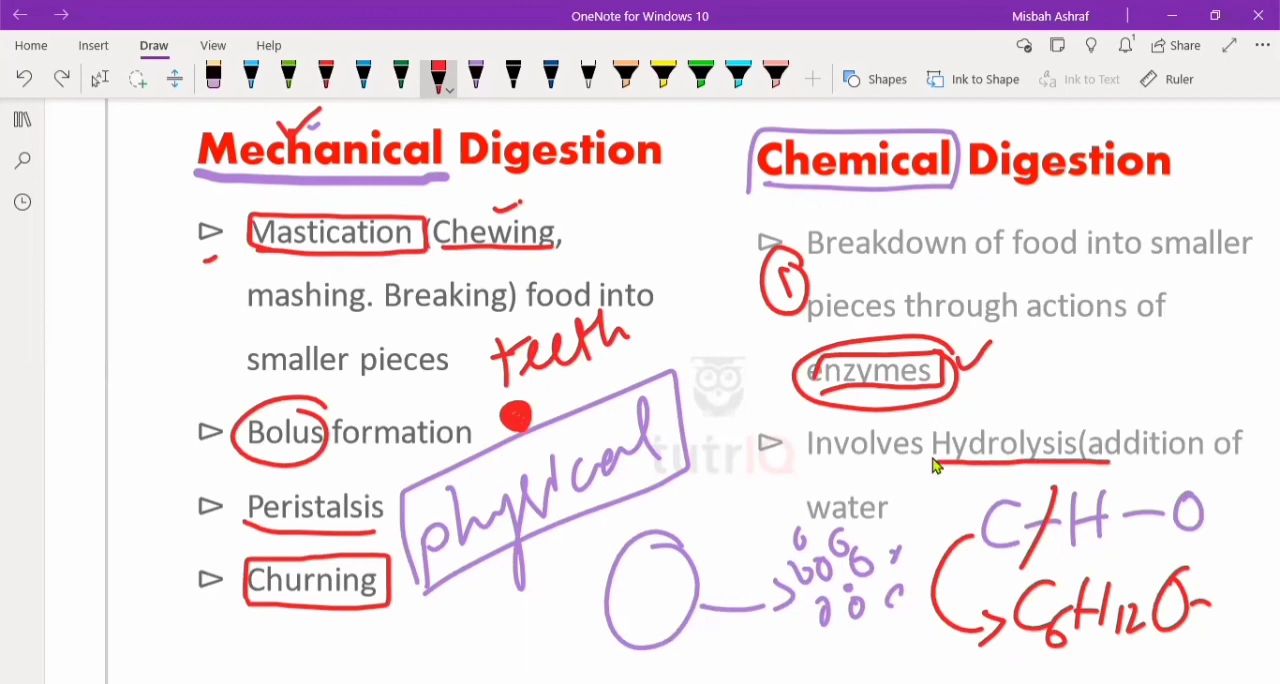 OneNote for Windows 10
Misbah Ashraf
Home Insert Draw View Help
Share
Shapes Ink to Shape Ink to Text Ruler
Mechanical Digestion
Mastication (Chewing,
mashing. Breaking) food into
smaller pieces
teeth
Bolus formation
physical
Peristalsis
Churning
Chemical Digestion
Breakdown of food into smaller
pieces through actions of
enzymes
Involves Hydrolysis(addition of
water
C-H-O
C6H12O
tutrIQ